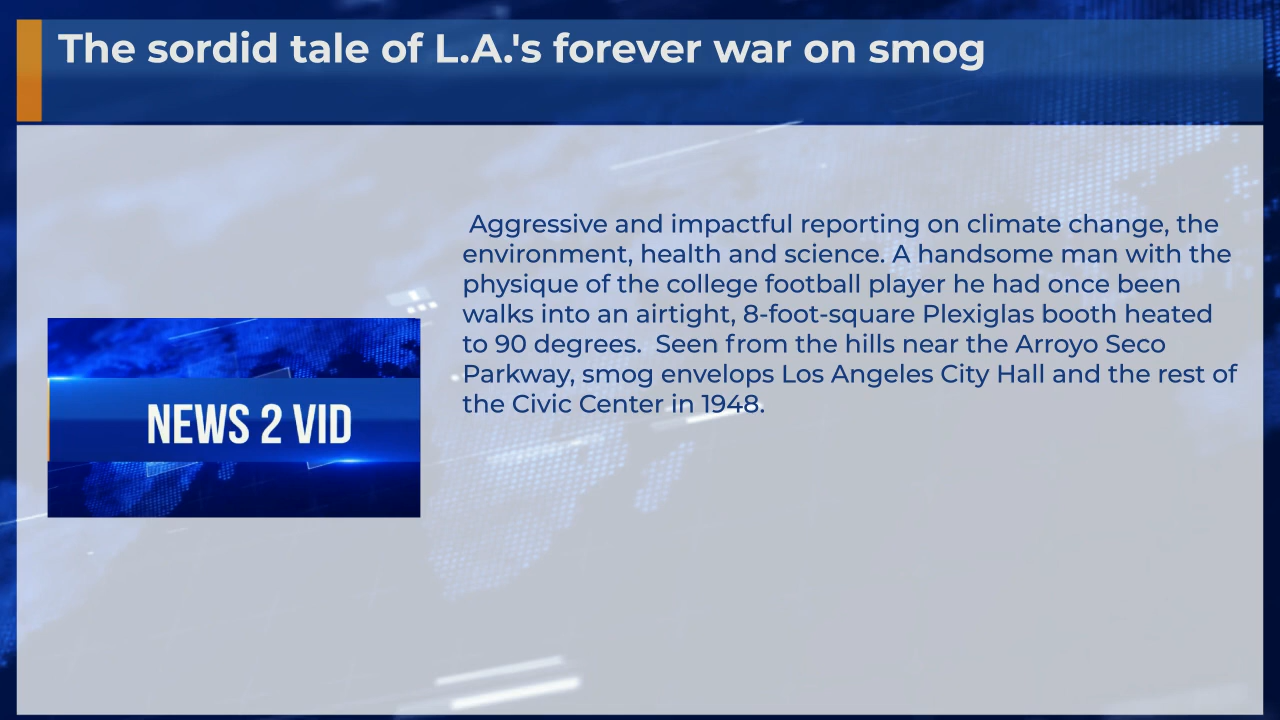 The sordid tale of L.A.'s forever war on smog
Aggressive and impactful reporting on climate change, the
environment, health and science. A handsome man with the
physique of the college football player he had once been
walks into an airtight, 8-foot-square Plexiglas booth heated
to 90 degrees.  Seen from the hills near the Arroyo Seco
Parkway, smog envelops Los Angeles City Hall and the rest of
the Civic Center in 1948.
NEWS 2 VID